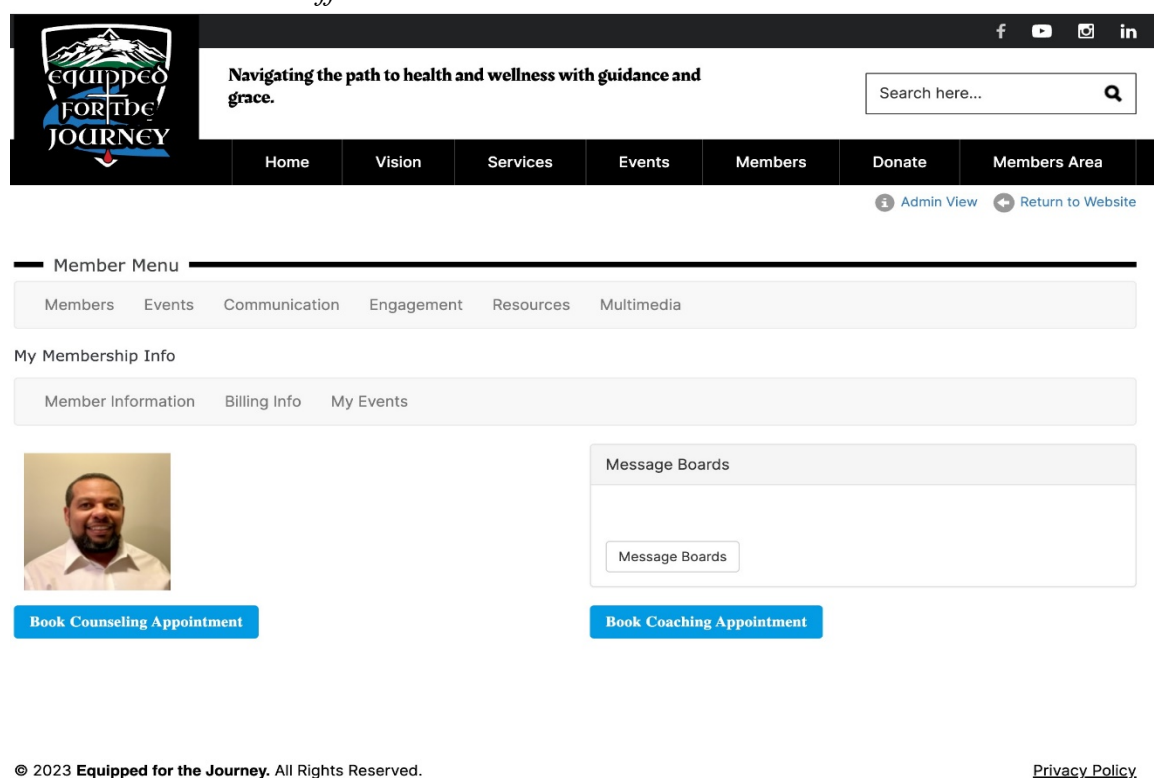 f in
equipped
FOR THE
JOURNEY
Navigating the path to health and wellness with guidance and
grace.
Search here...
Home Vision Services Events Members Donate Members Area
Admin View Return to Website
Member Menu
Members Events Communication Engagement Resources Multimedia
My Membership Info
Member Information Billing Info My Events
Message Boards
Message Boards
Book Counseling Appointment Book Coaching Appointment
© 2023 Equipped for the Journey. All Rights Reserved. Privacy Policy